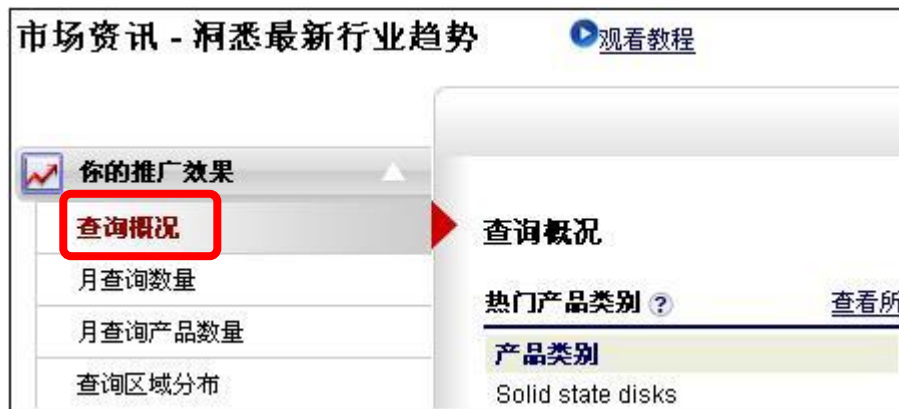 市场资讯 - 洞悉最新行业趋势 观看教程
你的推广效果
查询概况
月查询数量
月查询产品数量
查询区域分布
查询概况
热门产品类别 ? 查看所
产品类别
Solid state disks